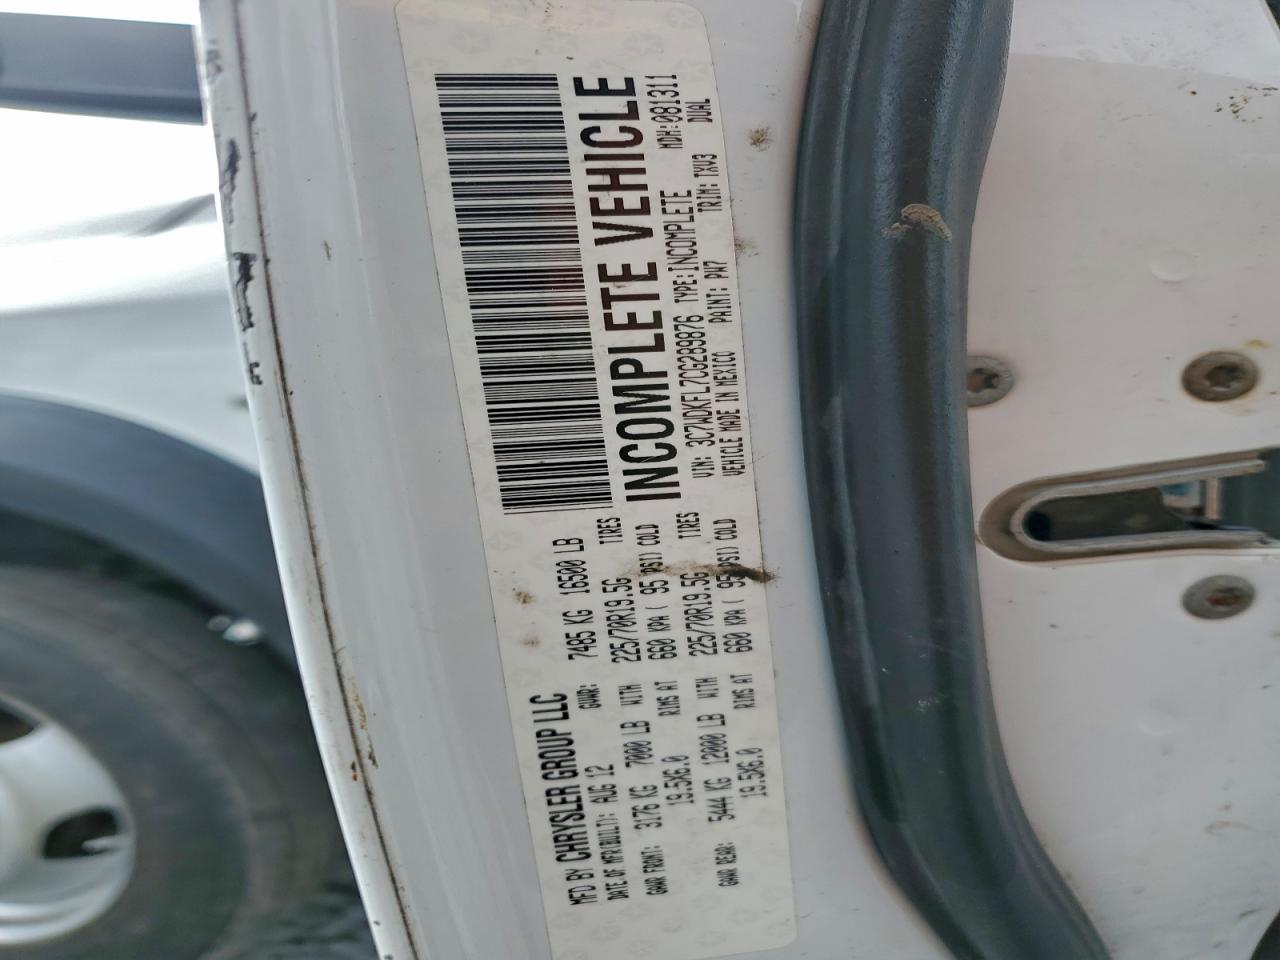 MFD BY CHRYSLER GROUP LLC
DATE OF MFR(BUILT): AUG 12 GVWR: 7485 KG 16500 LB
GAWR FRONT: 3176 KG 7000 LB WITH 225/70R19.5G TIRES
19.5X6.0 RIMS AT 660 KPA ( 95 PSI) COLD
GAWR REAR: 5444 KG 12000 LB WITH 225/70R19.5G TIRES
19.5X6.0 RIMS AT 660 KPA ( 95 PSI) COLD
INCOMPLETE VEHICLE
VIN: 3C7WDKFL7CG289876 TYPE:INCOMPLETE MDH:081311
VEHICLE MADE IN MEXICO PAINT: PW7 TRIM: TXV3 DUAL